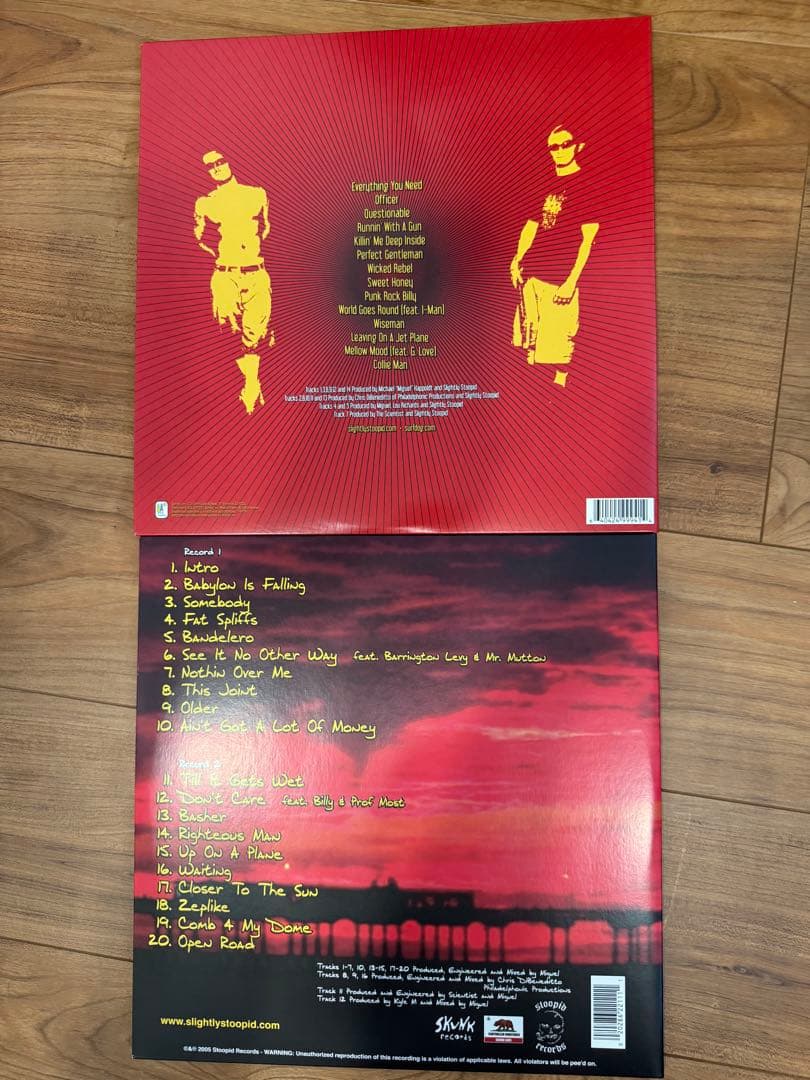 Everything You Need
Officer
Questionable
Runnin' With A Gun
Killin' Me Deep Inside
Perfect Gentleman
Wicked Rebel
Sweet Honey
Punk Rock Billy
World Goes Round (feat. I-Man)
Wiseman
Leaving On A Jet Plane
Mellow Mood (feat. G. Love)
Collie Man
slightlystoopid.com · surfdog.com
Record 1
1. Intro
2. Babylon Is Falling
3. Somebody
4. Fat Spliffs
5. Bandelero
6. See It No Other Way feat. Barrington Levy & Mr. Mutton
7. Nothin Over Me
8. This Joint
9. Older
10. Ain't Got A Lot Of Money
Record 2
11. Till It Gets Wet
12. Don't Care feat. Billy & Prof Most
13. Basher
14. Righteous Man
15. Up On A Plane
16. Waiting
17. Closer To The Sun
18. Zeplike
19. Comb 4 My Dome
20. Open Road
Tracks 1-7, 10, 13-15, 17-20 Produced, Engineered and Mixed by Miguel
Tracks 8, 9, 16 Produced, Engineered and Mixed by Chris DiBeneditto
Philadelphonic Productions
Track 11 Produced and Engineered by Scientist and Miguel
Track 12 Produced by Kyle M and Mixed by Miguel
www.slightlystoopid.com
Skunk
records
stoopid
records
©&® 2005 Stoopid Records - WARNING: Unauthorized reproduction of this recording is a violation of applicable laws. All violators will be pee'd on.